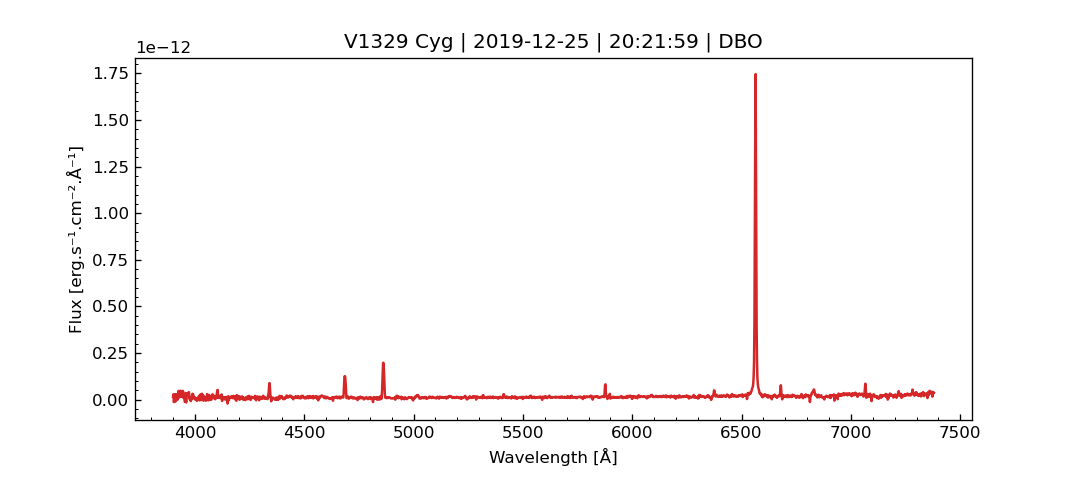 V1329 Cyg | 2019-12-25 | 20:21:59 | DBO
1e−12
1.75
1.50
1.25
1.00
0.75
0.50
0.25
0.00
Flux [erg.s⁻¹.cm⁻².Å⁻¹]
4000 4500 5000 5500 6000 6500 7000 7500
Wavelength [Å]